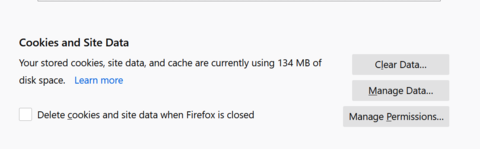 Cookies and Site Data
Your stored cookies, site data, and cache are currently using 134 MB of
disk space. Learn more
Clear Data...
Manage Data...
Delete cookies and site data when Firefox is closed
Manage Permissions...